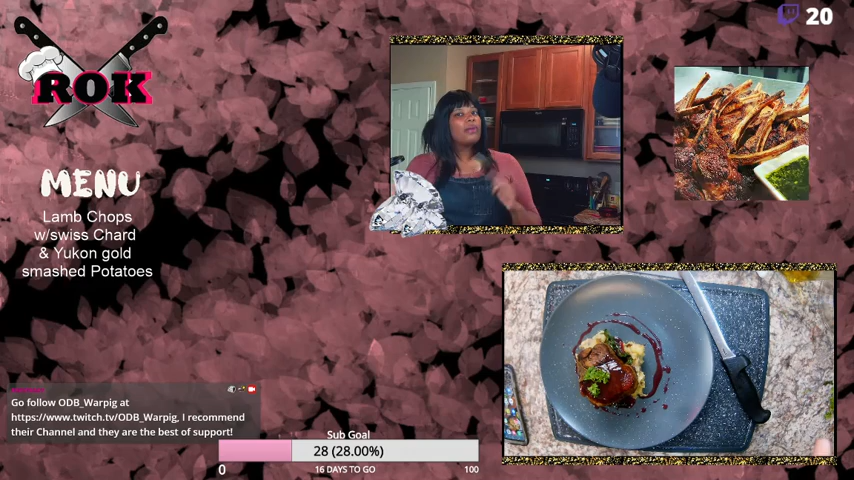 20
ROK
MENU
Lamb Chops
w/swiss Chard
& Yukon gold
smashed Potatoes
Go follow ODB_Warpig at
https://www.twitch.tv/ODB_Warpig, I recommend
their Channel and they are the best of support!
Sub Goal
28 (28.00%)
0
16 DAYS TO GO
100